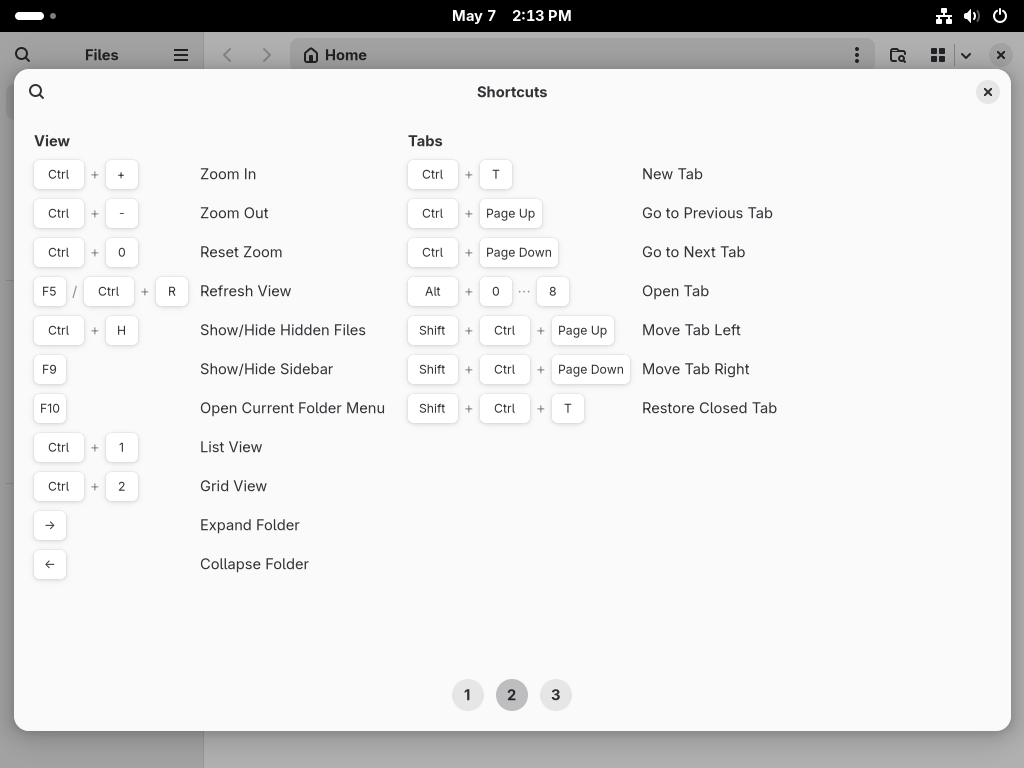 May 7 2:13 PM
Files
Home
Shortcuts
View
Ctrl + + Zoom In
Ctrl + - Zoom Out
Ctrl + 0 Reset Zoom
F5 / Ctrl + R Refresh View
Ctrl + H Show/Hide Hidden Files
F9 Show/Hide Sidebar
F10 Open Current Folder Menu
Ctrl + 1 List View
Ctrl + 2 Grid View
→ Expand Folder
← Collapse Folder
Tabs
Ctrl + T New Tab
Ctrl + Page Up Go to Previous Tab
Ctrl + Page Down Go to Next Tab
Alt + 0 ⋯ 8 Open Tab
Shift + Ctrl + Page Up Move Tab Left
Shift + Ctrl + Page Down Move Tab Right
Shift + Ctrl + T Restore Closed Tab
1 2 3